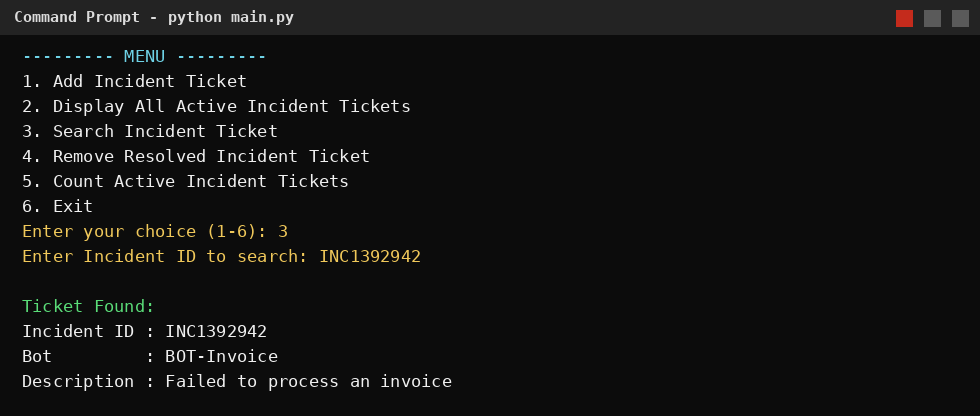 Command Prompt - python main.py
--------- MENU ---------
1. Add Incident Ticket
2. Display All Active Incident Tickets
3. Search Incident Ticket
4. Remove Resolved Incident Ticket
5. Count Active Incident Tickets
6. Exit
Enter your choice (1-6): 3
Enter Incident ID to search: INC1392942
Ticket Found:
Incident ID : INC1392942
Bot         : BOT-Invoice
Description : Failed to process an invoice